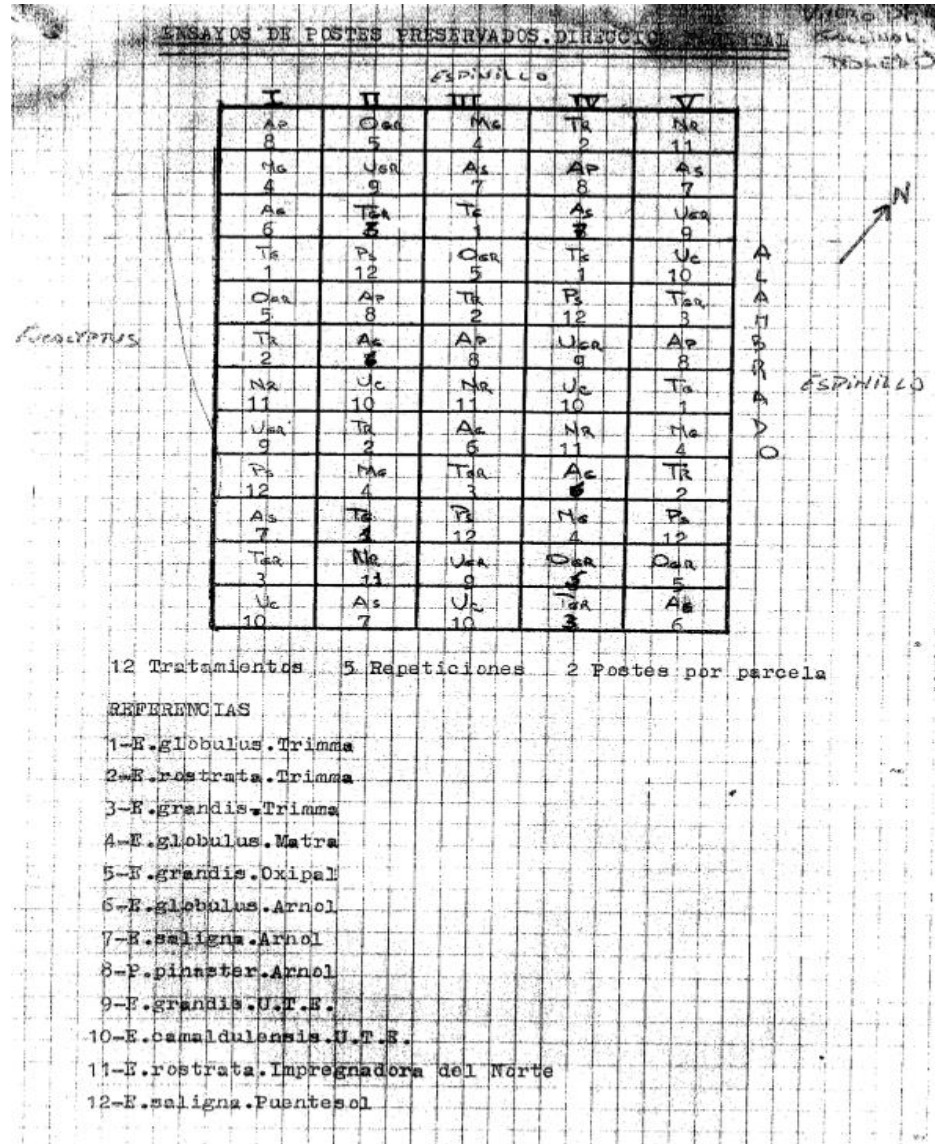 ENSAYOS DE POSTES PRESERVADOS.DIRECCION FORESTAL
ESPINILLO
I II III IV V
AP OGR MG TR NR
8 5 4 2 11
MG UGR AS AP AS
4 9 7 8 7
AG TGR TG AS UGR
6 3 1 7 9
TG PS OGR TG UC
1 12 5 1 10
OGR AP TR PS TGR
5 8 2 12 3
TR AG AP UGR AP
2 6 8 9 8
NR UC NR UC TG
11 10 11 10 1
UGR TR AG NR MG
9 2 6 11 4
PS MG TGR AG TR
12 4 3 6 2
AS TG PS MG PS
7 1 12 4 12
TGR NR UGR OGR OGR
3 11 9 5 5
UC AS UC TGR AG
10 7 10 3 6
N
ALAMBRADO
EUCALYPTUS
ESPINILLO
12 Tratamientos 5 Repeticiones 2 Postes por parcela
REFERENCIAS
1-E.globulus.Trimma
2-E.rostrata.Trimma
3-E.grandis.Trimma
4-E.globulus.Matra
5-E.grandis.Oxipal
6-E.globulus.Arnol
7-E.saligna.Arnol
8-P.pinaster.Arnol
9-E.grandis.U.T.E.
10-E.camaldulensis.U.T.E.
11-E.rostrata.Impregnadora del Norte
12-E.saligna.Puentesol